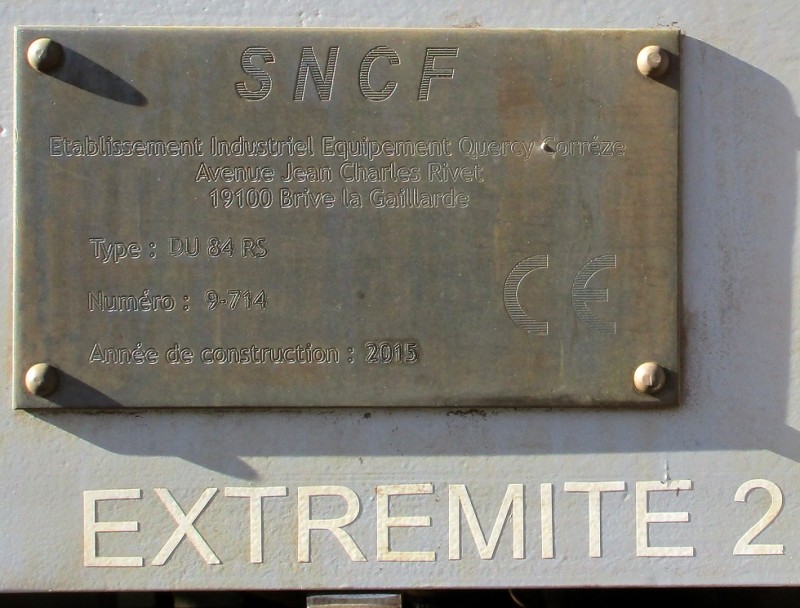 SNCF
Etablissement Industriel Equipement Quercy Corréze
Avenue Jean Charles Rivet
19100 Brive la Gaillarde
Type : DU 84 RS
Numéro : 9-714
CE
Année de construction : 2015
EXTREMITE 2